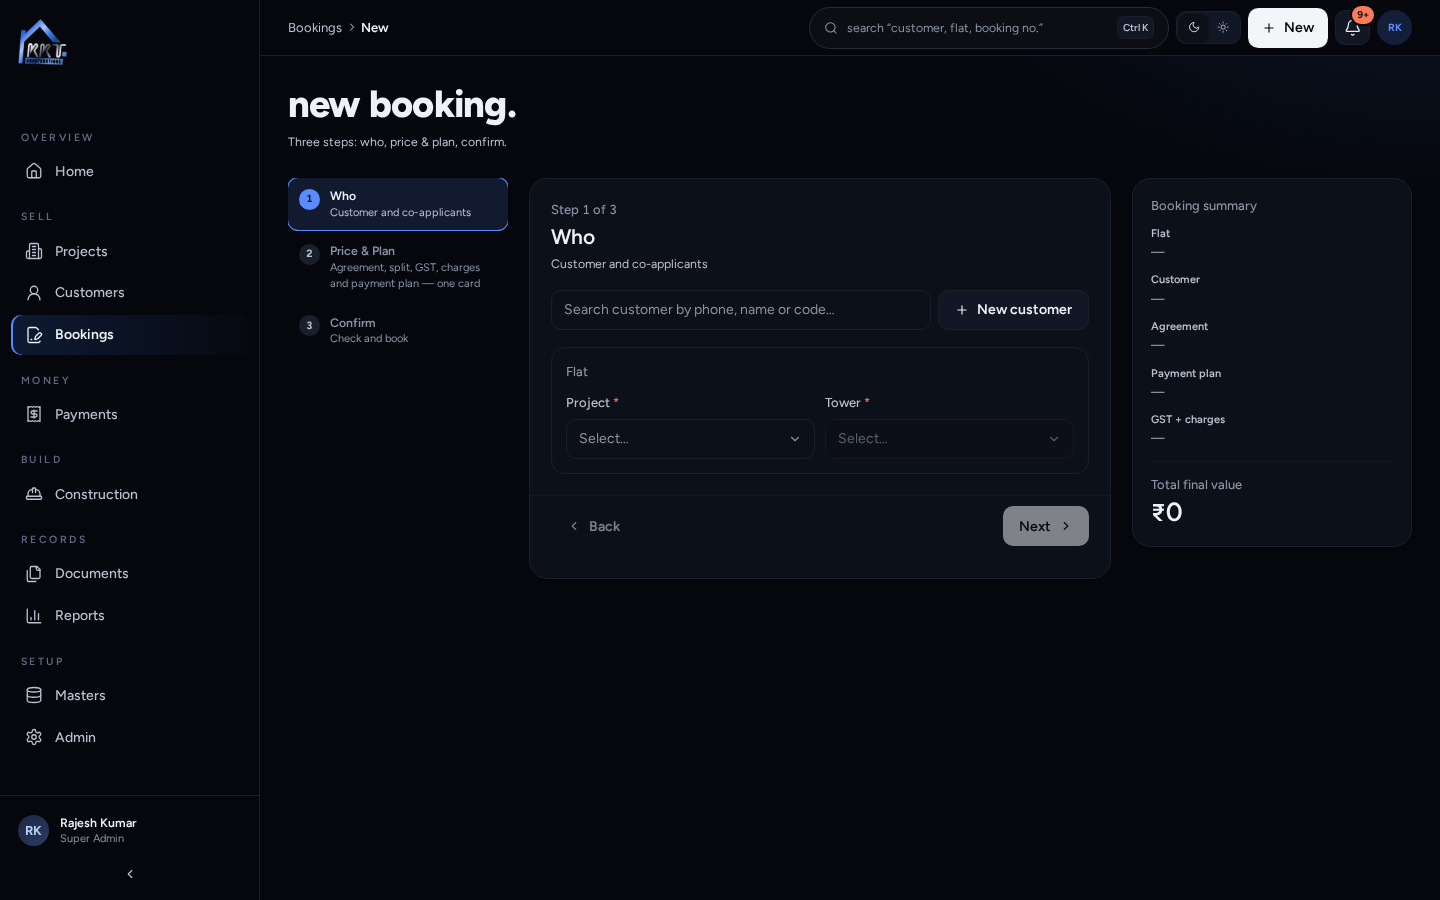 KKT
Bookings > New
search “customer, flat, booking no.”
Ctrl K
+ New
9+
RK
OVERVIEW
Home
SELL
Projects
Customers
Bookings
MONEY
Payments
BUILD
Construction
RECORDS
Documents
Reports
SETUP
Masters
Admin
RK
Rajesh Kumar
Super Admin
new booking.
Three steps: who, price & plan, confirm.
1
Who
Customer and co-applicants
2
Price & Plan
Agreement, split, GST, charges
and payment plan — one card
3
Confirm
Check and book
Step 1 of 3
Who
Customer and co-applicants
Search customer by phone, name or code...
+ New customer
Flat
Project *
Tower *
Select...
Select...
Back
Next
Booking summary
Flat
—
Customer
—
Agreement
—
Payment plan
—
GST + charges
—
Total final value
₹0